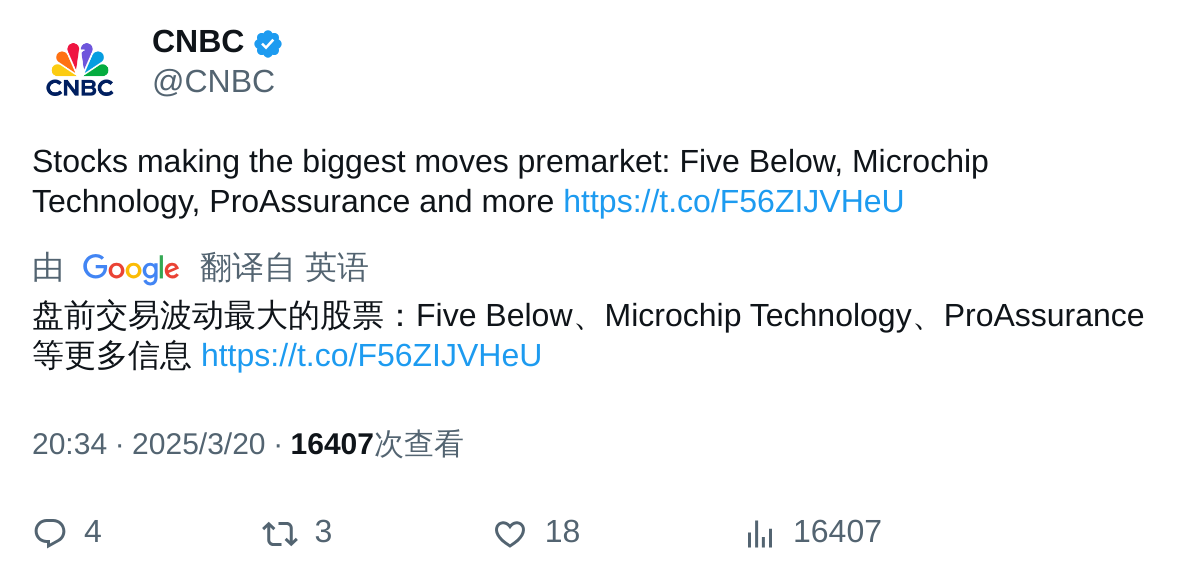 CNBC
@CNBC
CNBC
Stocks making the biggest moves premarket: Five Below, Microchip
Technology, ProAssurance and more https://t.co/F56ZIJVHeU
由 Google 翻译自 英语
盘前交易波动最大的股票：Five Below、Microchip Technology、ProAssurance
等更多信息 https://t.co/F56ZIJVHeU
20:34 · 2025/3/20 · 16407次查看
4 3 18 16407